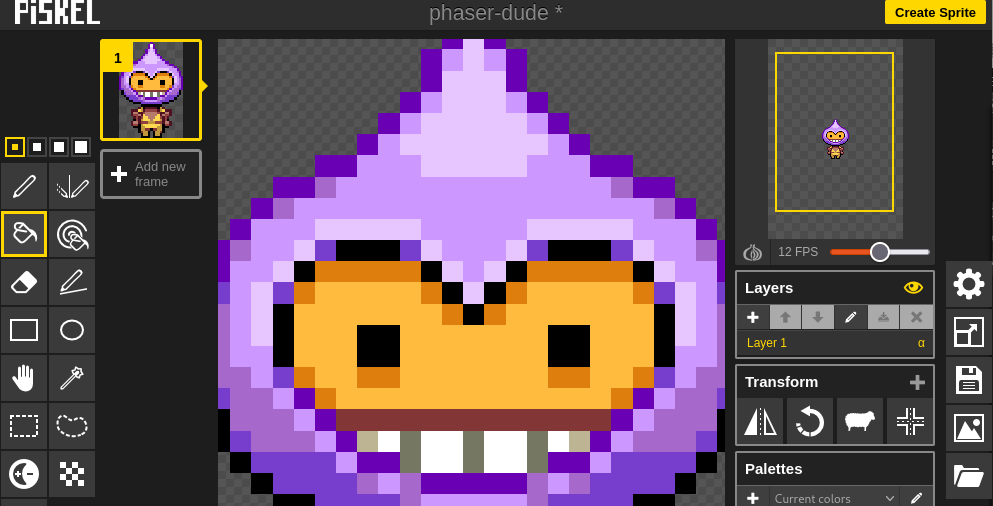 PiSKEL
phaser-dude *
Create Sprite
1
Add new
frame
12 FPS
Layers
Layer 1
α
Transform
Palettes
Current colors